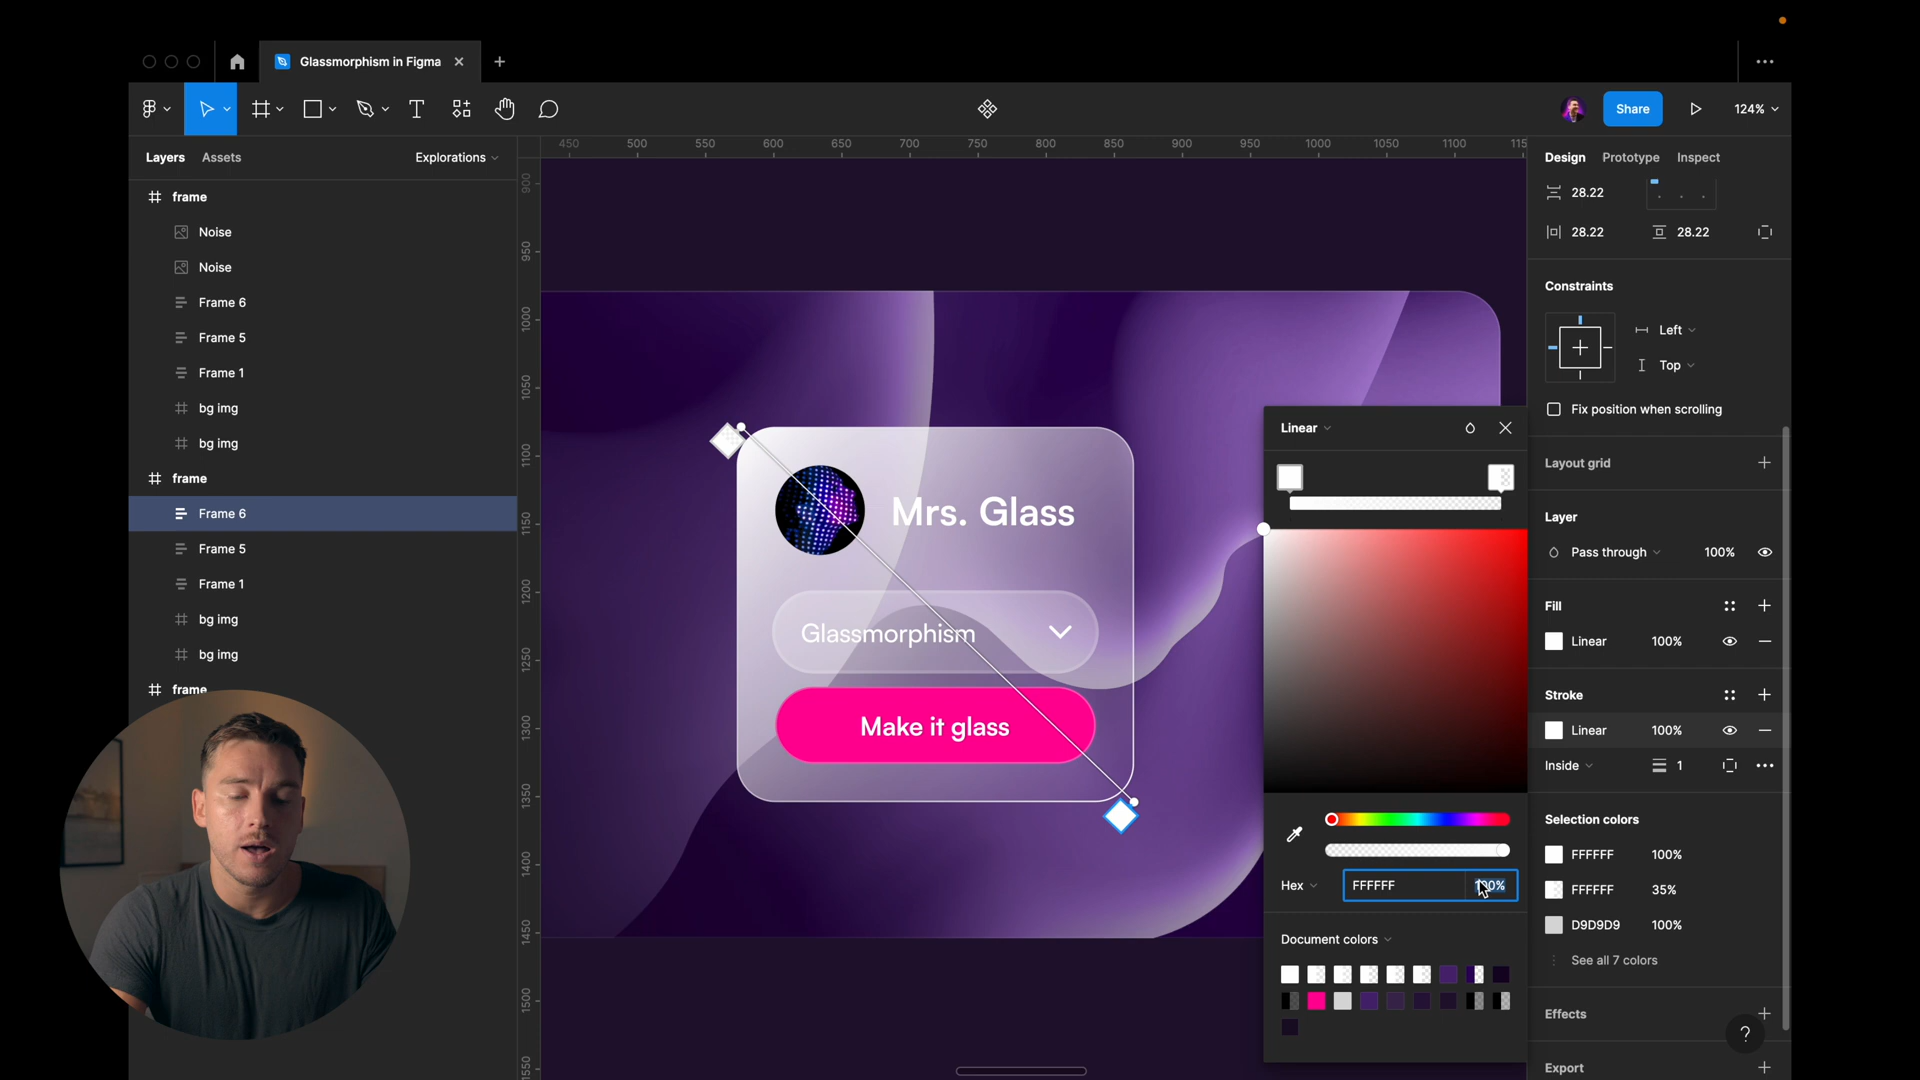 Glassmorphism in Figma
Share
124%
Layers
Assets
Explorations
frame
Noise
Noise
Frame 6
Frame 5
Frame 1
bg img
bg img
frame
Frame 6
Frame 5
Frame 1
bg img
bg img
frame
450
500
550
600
650
700
750
800
850
900
950
1000
1050
1100
115
900
950
1000
1050
1100
1150
1200
1250
1300
1350
1400
1450
1500
1550
Mrs. Glass
Glassmorphism
Make it glass
Linear
Hex
FFFFFF
100%
Document colors
Design
Prototype
Inspect
28.22
28.22
28.22
Constraints
Left
Top
Fix position when scrolling
Layout grid
Layer
Pass through
100%
Fill
Linear
100%
Stroke
Linear
100%
Inside
1
Selection colors
FFFFFF
100%
FFFFFF
35%
D9D9D9
100%
See all 7 colors
Effects
?
Export